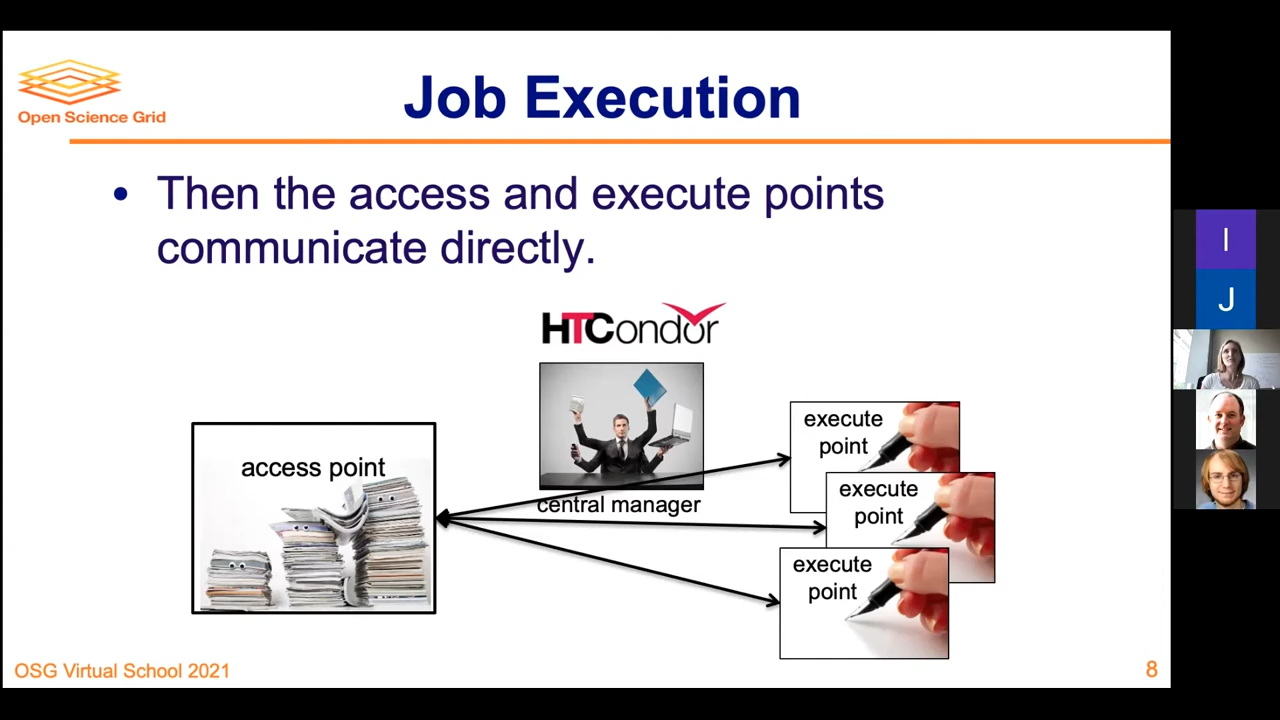 Open Science Grid
Job Execution
• Then the access and execute points
communicate directly.
HTCondor
access point
central manager
execute
point
execute
point
execute
point
OSG Virtual School 2021
8
I
J